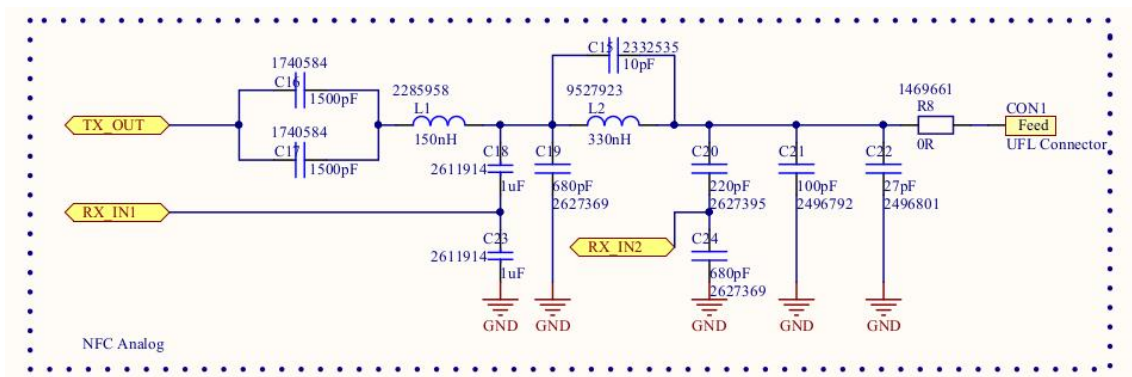 C15 2332535
10pF
1740584
C16
1500pF
2285958
L1
150nH
9527923
L2
330nH
1469661
R8
0R
CON1
Feed
UFL Connector
TX_OUT
1740584
C17
1500pF
C18
2611914
1uF
C19
680pF
2627369
C20
220pF
2627395
C21
100pF
2496792
C22
27pF
2496801
RX_IN1
C23
2611914
1uF
RX_IN2
C24
680pF
2627369
GND
GND
GND
GND
GND
NFC Analog